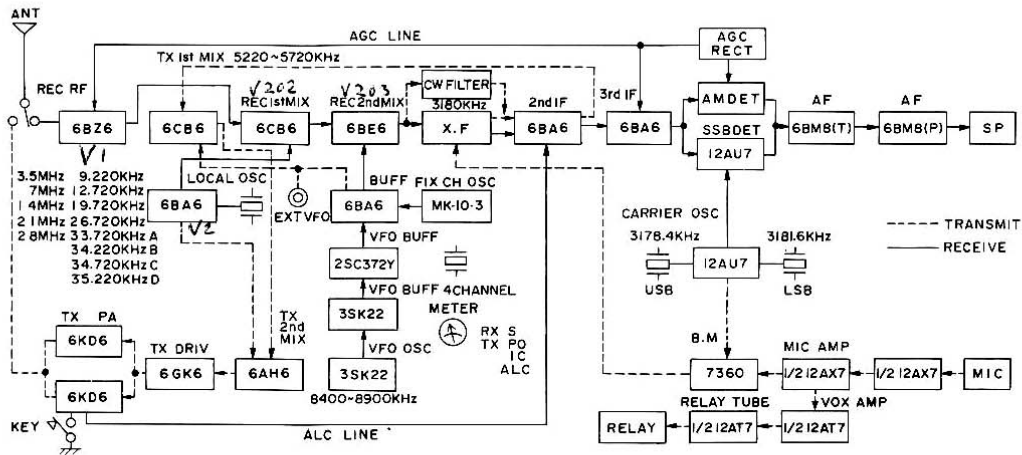 ANT
AGC LINE
AGC RECT
TX 1st MIX 5220~5720KHz
REC RF
V202
REC 1st MIX
V203
REC 2nd MIX
CW FILTER
3180KHz
2nd IF
3rd IF
AM DET
AF
AF
6BZ6
6CB6
6CB6
6BE6
X.F
6BA6
6BA6
6BM8(T)
6BM8(P)
SP
SSB DET
12AU7
V1
3.5MHz 9.220KHz
7MHz 12.720KHz
14MHz 19.720KHz
21MHz 26.720KHz
28MHz 33.720KHz A
34.220KHz B
34.720KHz C
35.220KHz D
LOCAL OSC
6BA6
V2
EXT VFO
BUFF
6BA6
FIX CH OSC
MK-10-3
VFO BUFF
2SC372Y
VFO BUFF
4CHANNEL
3SK22
METER
RX S
TX PO
IC
ALC
VFO OSC
3SK22
8400~8900KHz
CARRIER OSC
3178.4KHz
3181.6KHz
12AU7
USB
LSB
TRANSMIT
RECEIVE
TX PA
6KD6
6KD6
TX DRIV
6GK6
TX
2nd
MIX
6AH6
KEY
ALC LINE
B.M
7360
MIC AMP
1/2 12AX7
1/2 12AX7
MIC
RELAY TUBE
VOX AMP
RELAY
1/2 12AT7
1/2 12AT7